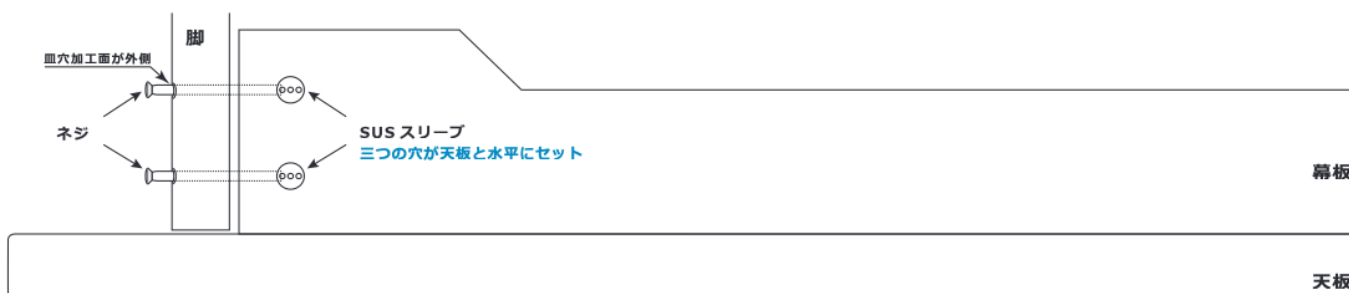 脚
皿穴加工面が外側
ネジ
SUS スリーブ
三つの穴が天板と水平にセット
幕板
天板